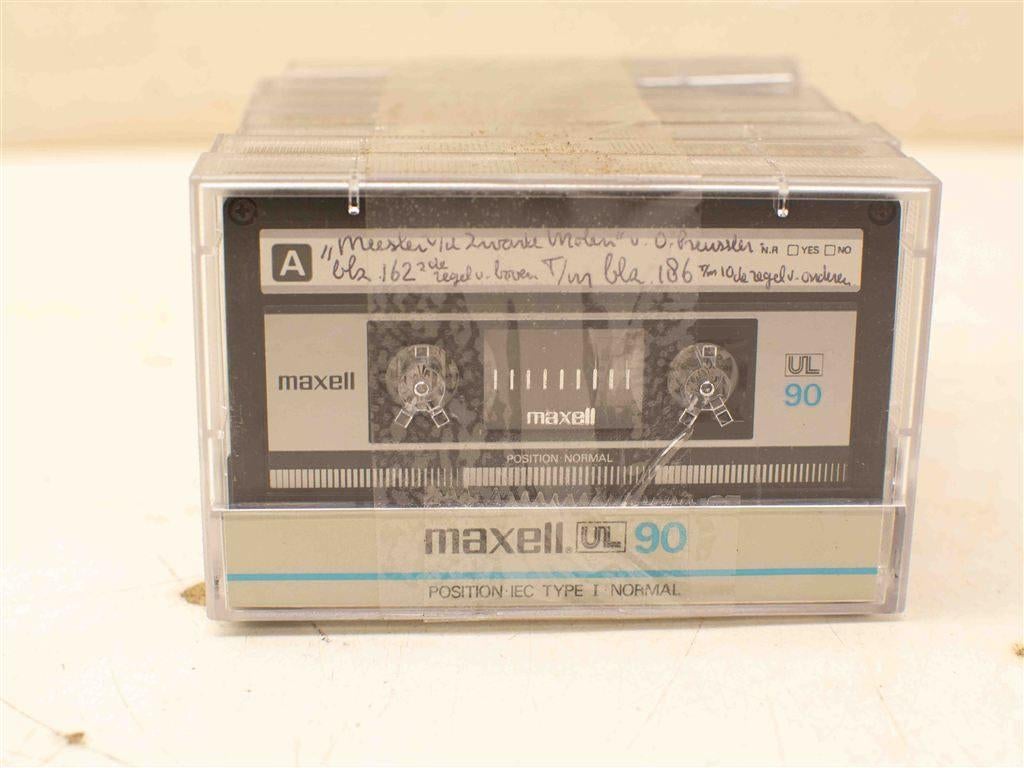 A
„Meester v/d Zwarte Molen" v. O. Preussler
N.R □ YES □ NO
blz. 162 2de regel v. boven T/m blz. 186 T/m 10de regel v. onderen
maxell
UL
90
maxell
POSITION·NORMAL
maxell. UL 90
POSITION·IEC TYPE I·NORMAL